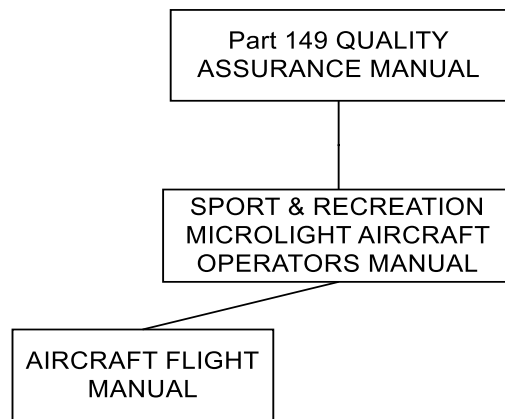 Part 149 QUALITY
ASSURANCE MANUAL
SPORT & RECREATION
MICROLIGHT AIRCRAFT
OPERATORS MANUAL
AIRCRAFT FLIGHT
MANUAL